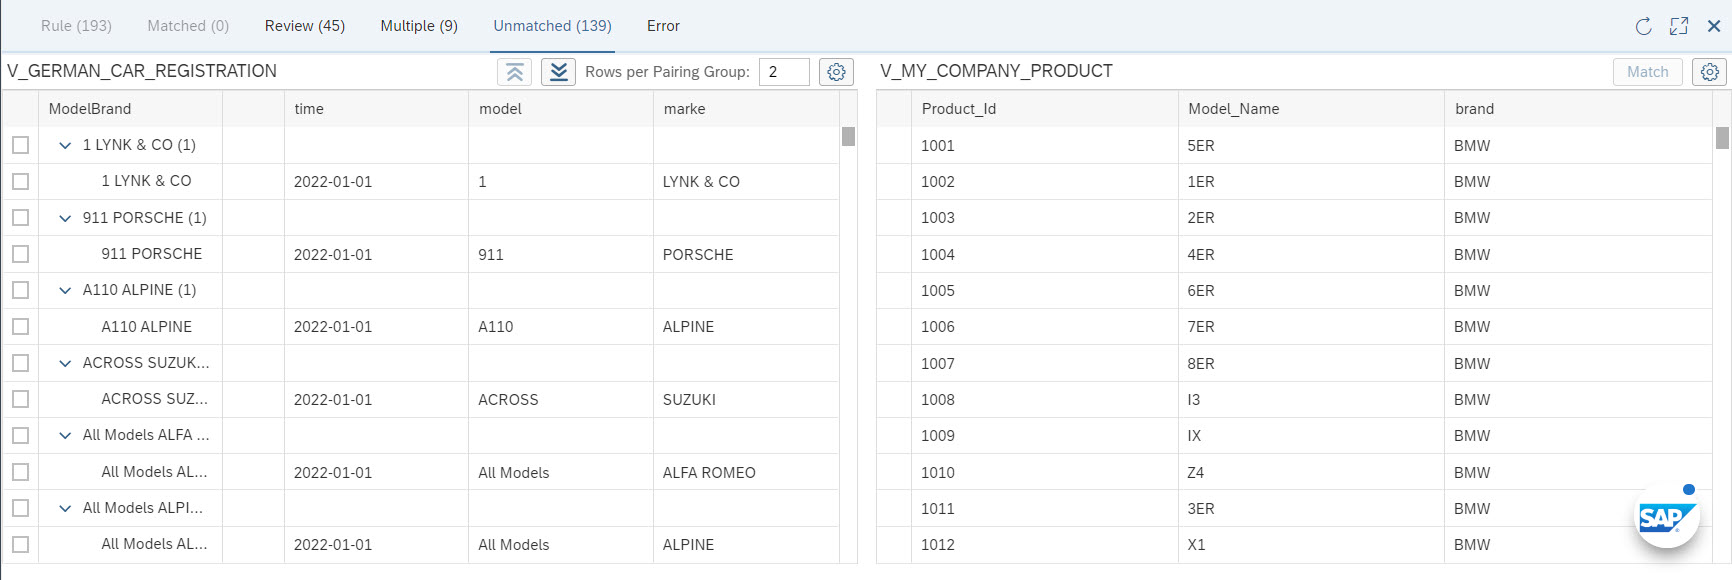 Rule (193) Matched (0) Review (45) Multiple (9) Unmatched (139) Error
V_GERMAN_CAR_REGISTRATION Rows per Pairing Group: 2
ModelBrand time model marke
1 LYNK & CO (1)
1 LYNK & CO 2022-01-01 1 LYNK & CO
911 PORSCHE (1)
911 PORSCHE 2022-01-01 911 PORSCHE
A110 ALPINE (1)
A110 ALPINE 2022-01-01 A110 ALPINE
ACROSS SUZUK...
ACROSS SUZ... 2022-01-01 ACROSS SUZUKI
All Models ALFA ...
All Models AL... 2022-01-01 All Models ALFA ROMEO
All Models ALPI...
All Models AL... 2022-01-01 All Models ALPINE
V_MY_COMPANY_PRODUCT Match
Product_Id Model_Name brand
1001 5ER BMW
1002 1ER BMW
1003 2ER BMW
1004 4ER BMW
1005 6ER BMW
1006 7ER BMW
1007 8ER BMW
1008 I3 BMW
1009 IX BMW
1010 Z4 BMW
1011 3ER BMW
1012 X1 BMW
SAP